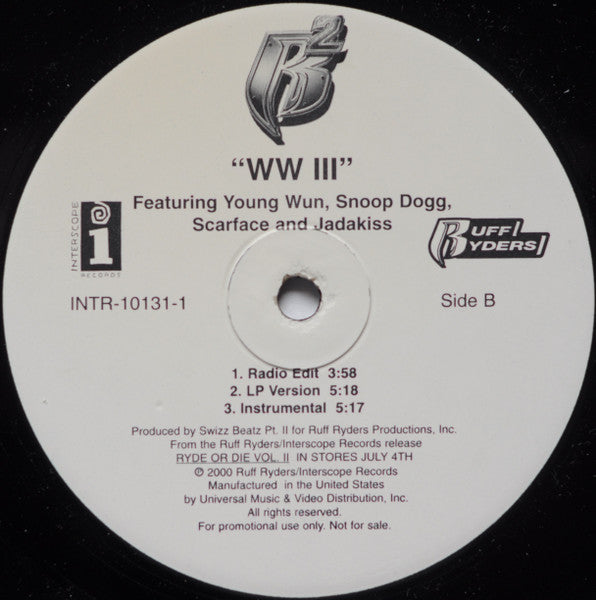 R2
"WW III"
Featuring Young Wun, Snoop Dogg,
Scarface and Jadakiss
INTERSCOPE
i
RECORDS
RUFF
RYDERS
INTR-10131-1
Side B
1. Radio Edit 3:58
2. LP Version 5:18
3. Instrumental 5:17
Produced by Swizz Beatz Pt. II for Ruff Ryders Productions, Inc.
From the Ruff Ryders/Interscope Records release
RYDE OR DIE VOL. II IN STORES JULY 4TH
℗ 2000 Ruff Ryders/Interscope Records
Manufactured in the United States
by Universal Music & Video Distribution, Inc.
All rights reserved.
For promotional use only. Not for sale.